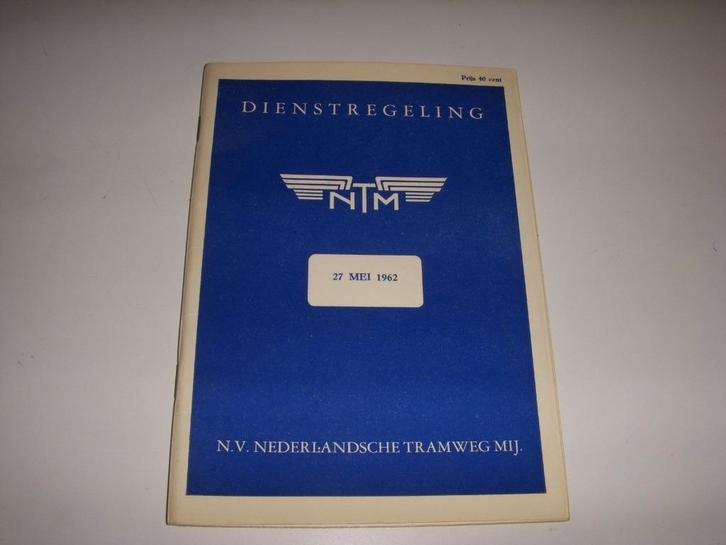 Prijs 40 cent
DIENSTREGELING
NTM
27 MEI 1962
N.V. NEDERLANDSCHE TRAMWEG MIJ.